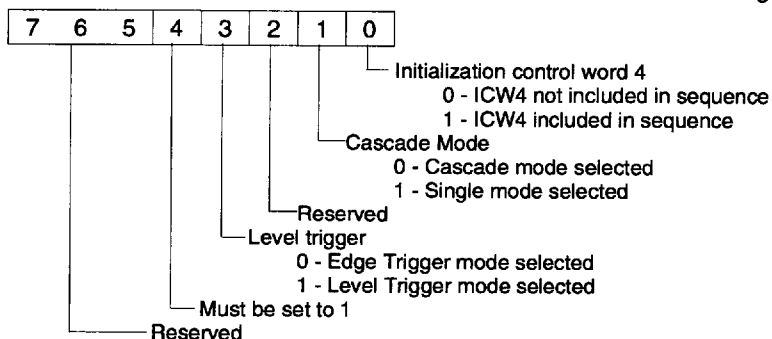 7 6 5 4 3 2 1 0
Initialization control word 4
0 - ICW4 not included in sequence
1 - ICW4 included in sequence
Cascade Mode
0 - Cascade mode selected
1 - Single mode selected
Reserved
Level trigger
0 - Edge Trigger mode selected
1 - Level Trigger mode selected
Must be set to 1
Reserved